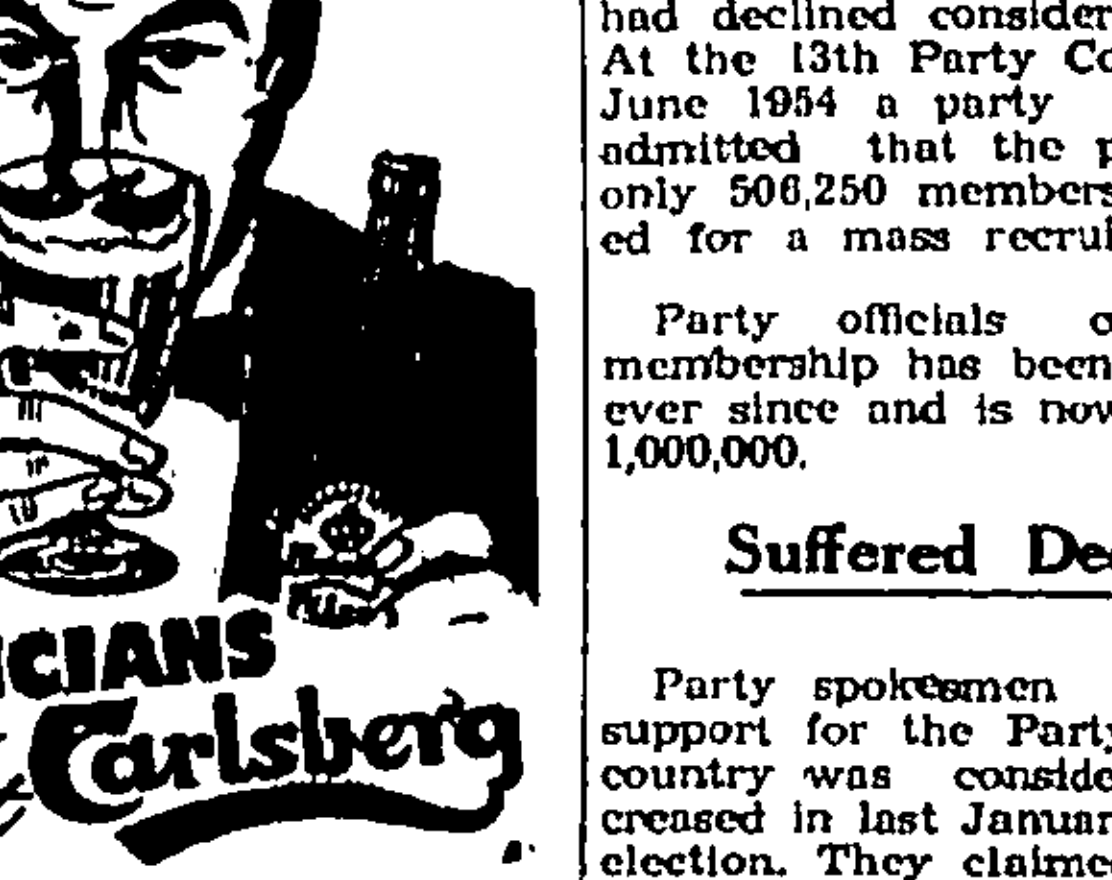 ICIANS
Carlsberg
had declined consider
At the 13th Party Co
June 1954 a party
admitted that the p
only 506,250 members
ed for a mass recrui
Party officials c
membership has been
ever since and is now
1,000,000.
Suffered De
Party spokesmen
support for the Party
country was conside
creased in last Januar
election. They claime